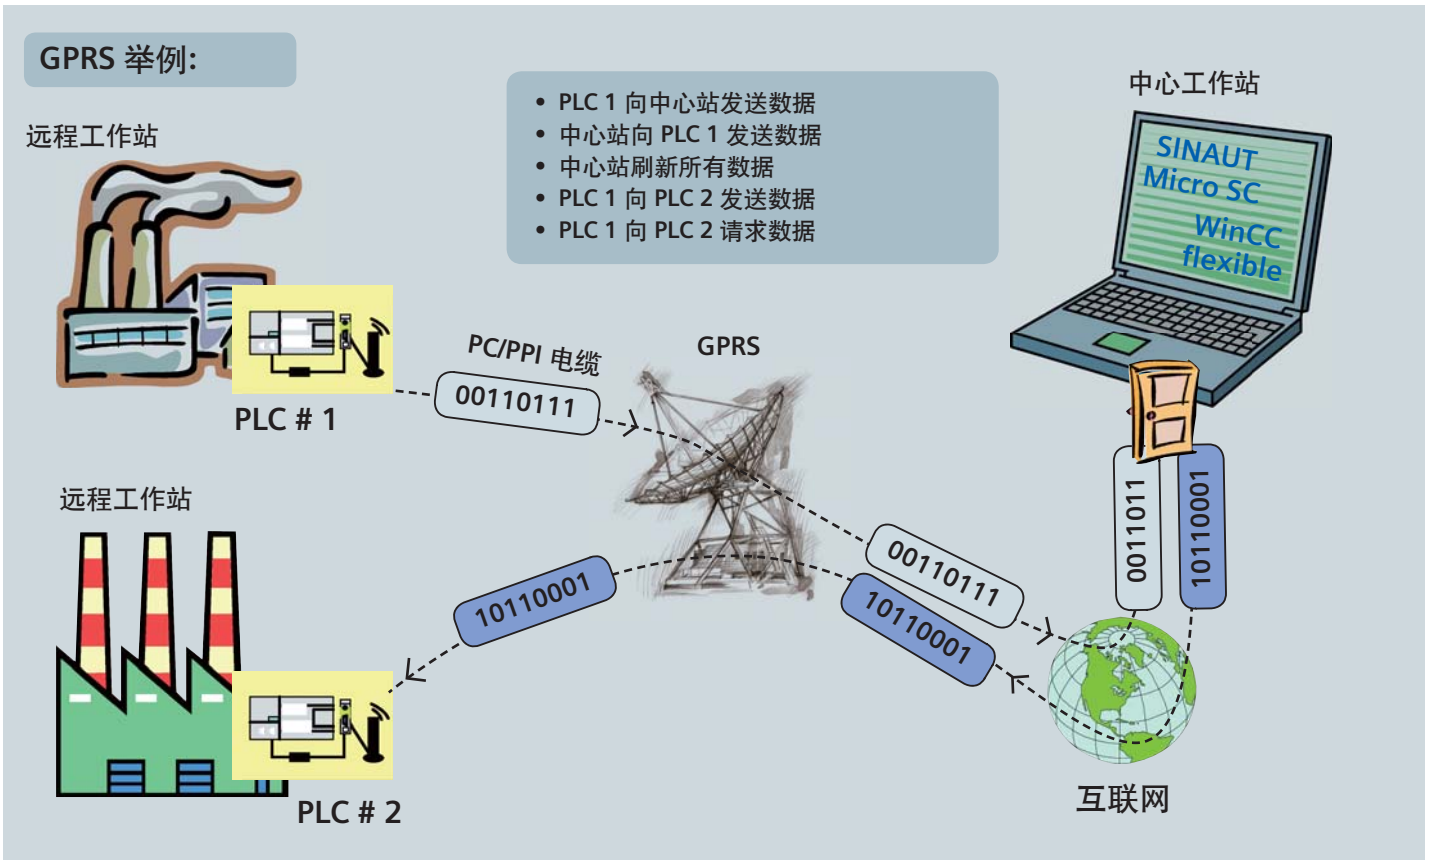 GPRS 举例:
远程工作站
• PLC 1 向中心站发送数据
• 中心站向 PLC 1 发送数据
• 中心站刷新所有数据
• PLC 1 向 PLC 2 发送数据
• PLC 1 向 PLC 2 请求数据
中心工作站
SINAUT
Micro SC
WinCC
flexible
PC/PPI 电缆
00110111
GPRS
PLC # 1
远程工作站
10110001
00110111
10110001
0011011
10110001
PLC # 2
互联网